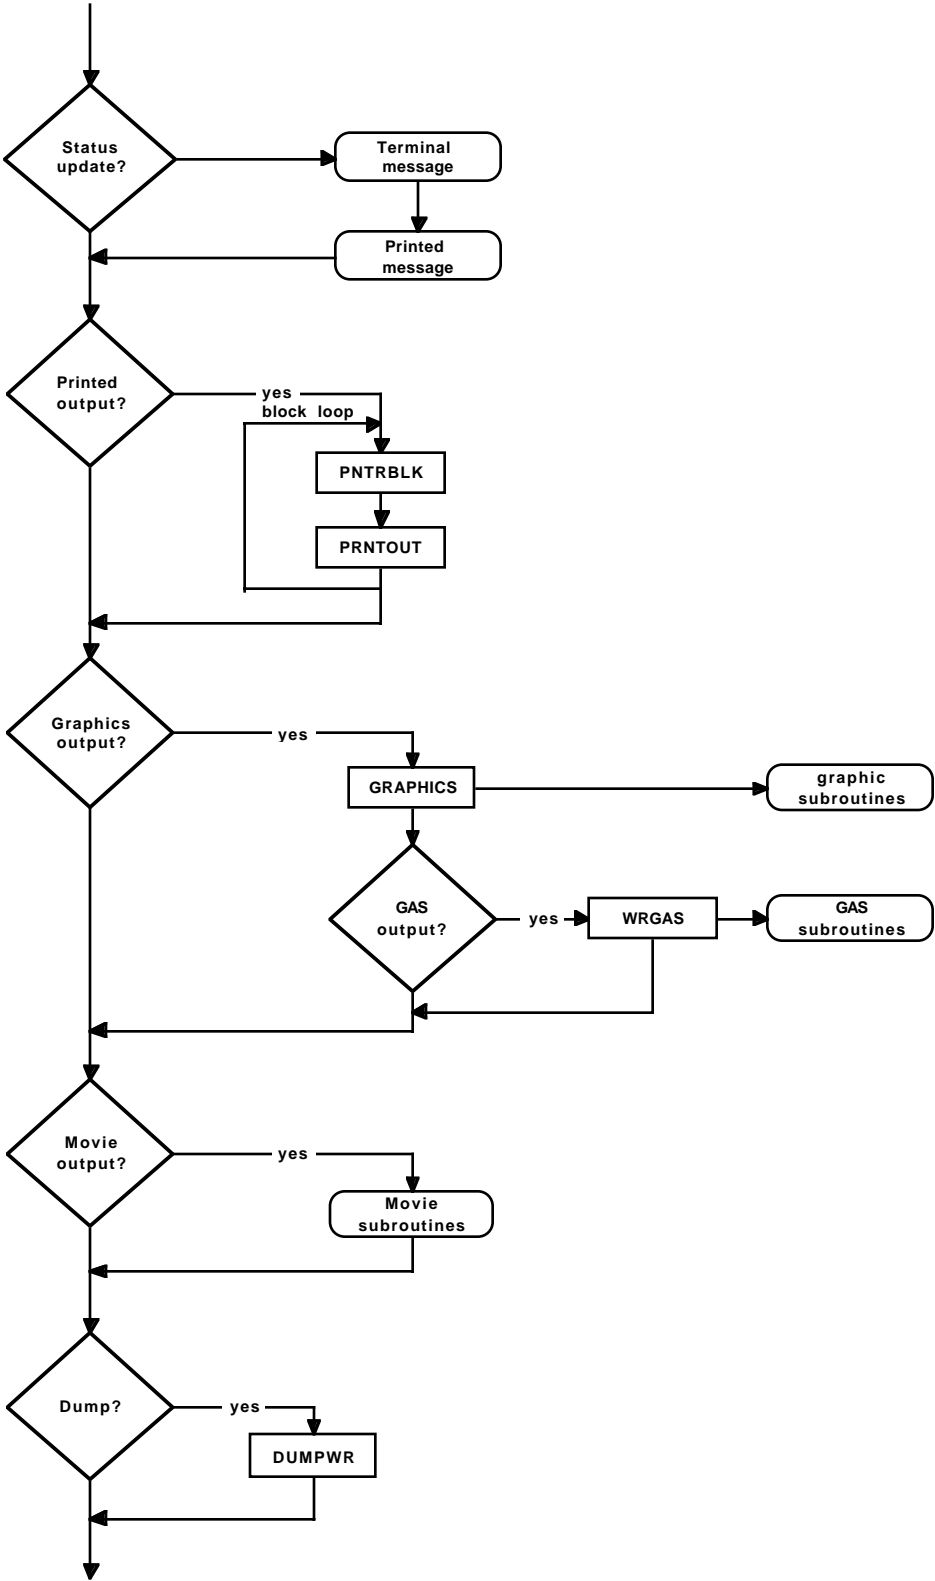 Status
update?
Terminal
message
Printed
message
Printed
output?
yes
block loop
PNTRBLK
PRNTOUT
Graphics
output?
yes
GRAPHICS
graphic
subroutines
GAS
output?
yes
WRGAS
GAS
subroutines
Movie
output?
yes
Movie
subroutines
Dump?
yes
DUMPWR